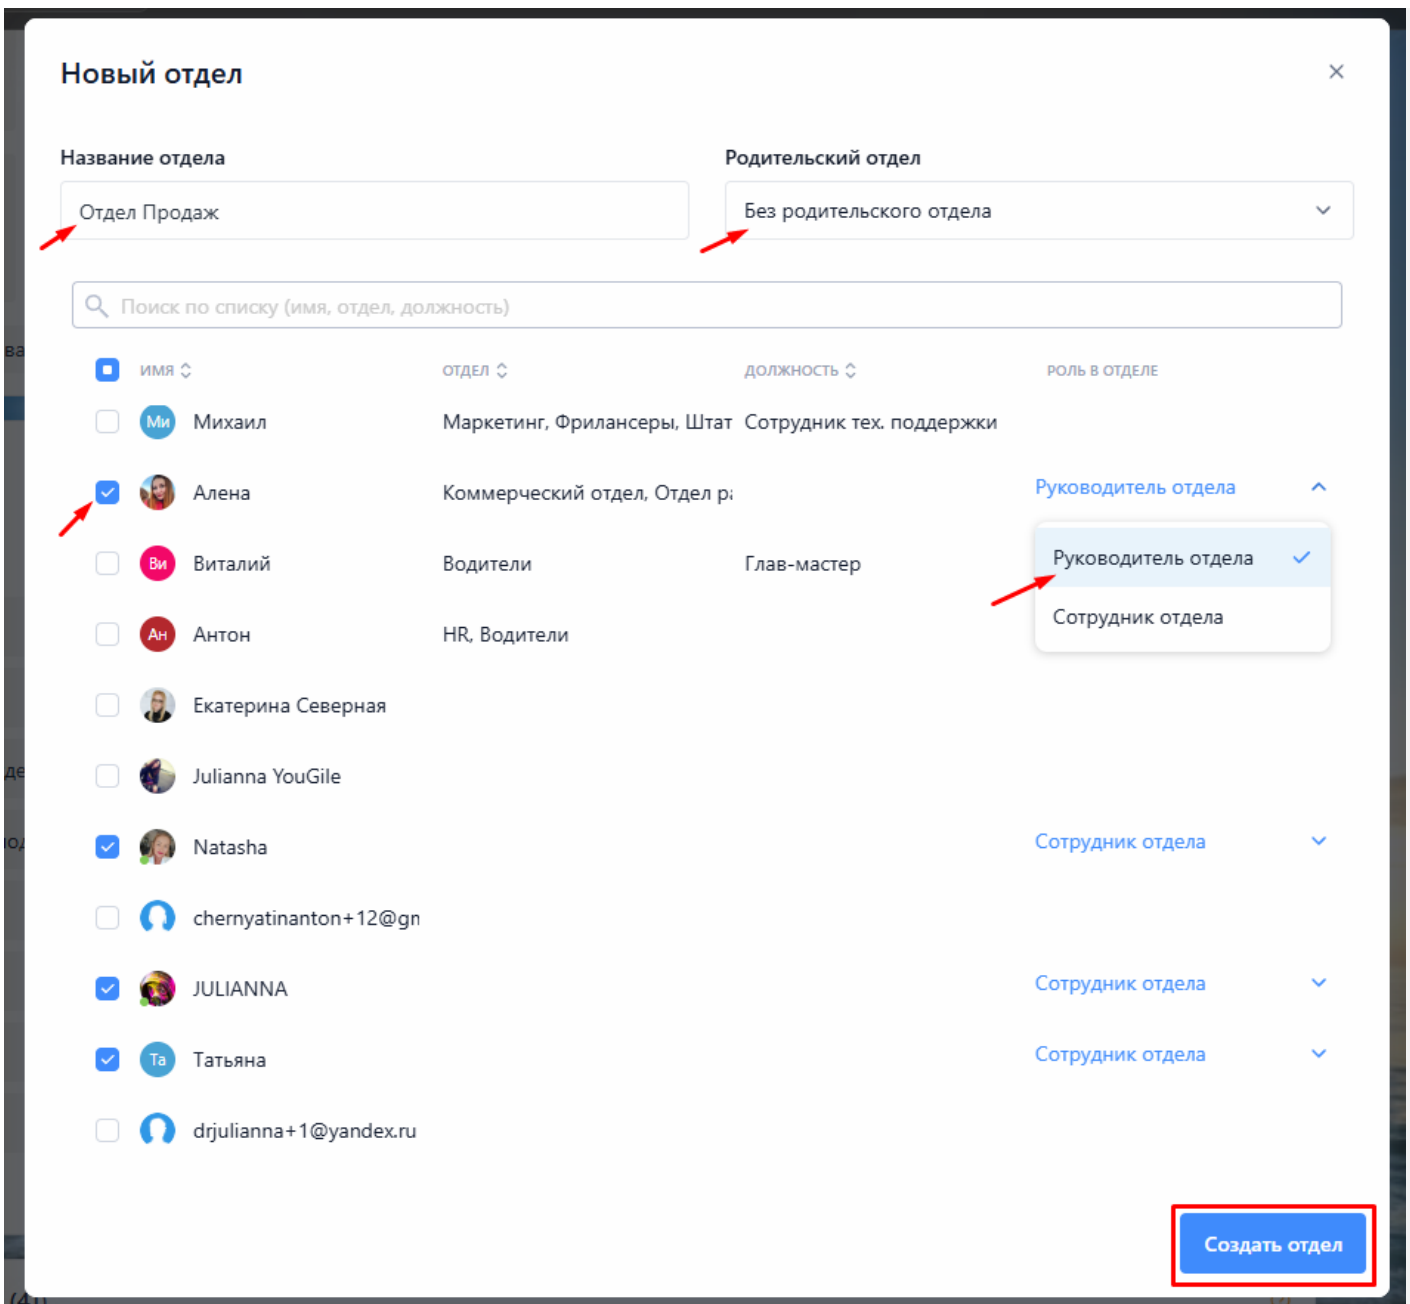 Новый отдел
Название отдела
Родительский отдел
Отдел Продаж
Без родительского отдела
Поиск по списку (имя, отдел, должность)
ИМЯ ОТДЕЛ ДОЛЖНОСТЬ РОЛЬ В ОТДЕЛЕ
Ми Михаил Маркетинг, Фрилансеры, Штат Сотрудник тех. поддержки
Алена Коммерческий отдел, Отдел ра Руководитель отдела
Ви Виталий Водители Глав-мастер
Руководитель отдела
Сотрудник отдела
Ан Антон HR, Водители
Екатерина Северная
Julianna YouGile
Natasha Сотрудник отдела
chernyatinanton+12@gm
JULIANNA Сотрудник отдела
Та Татьяна Сотрудник отдела
drjulianna+1@yandex.ru
Создать отдел